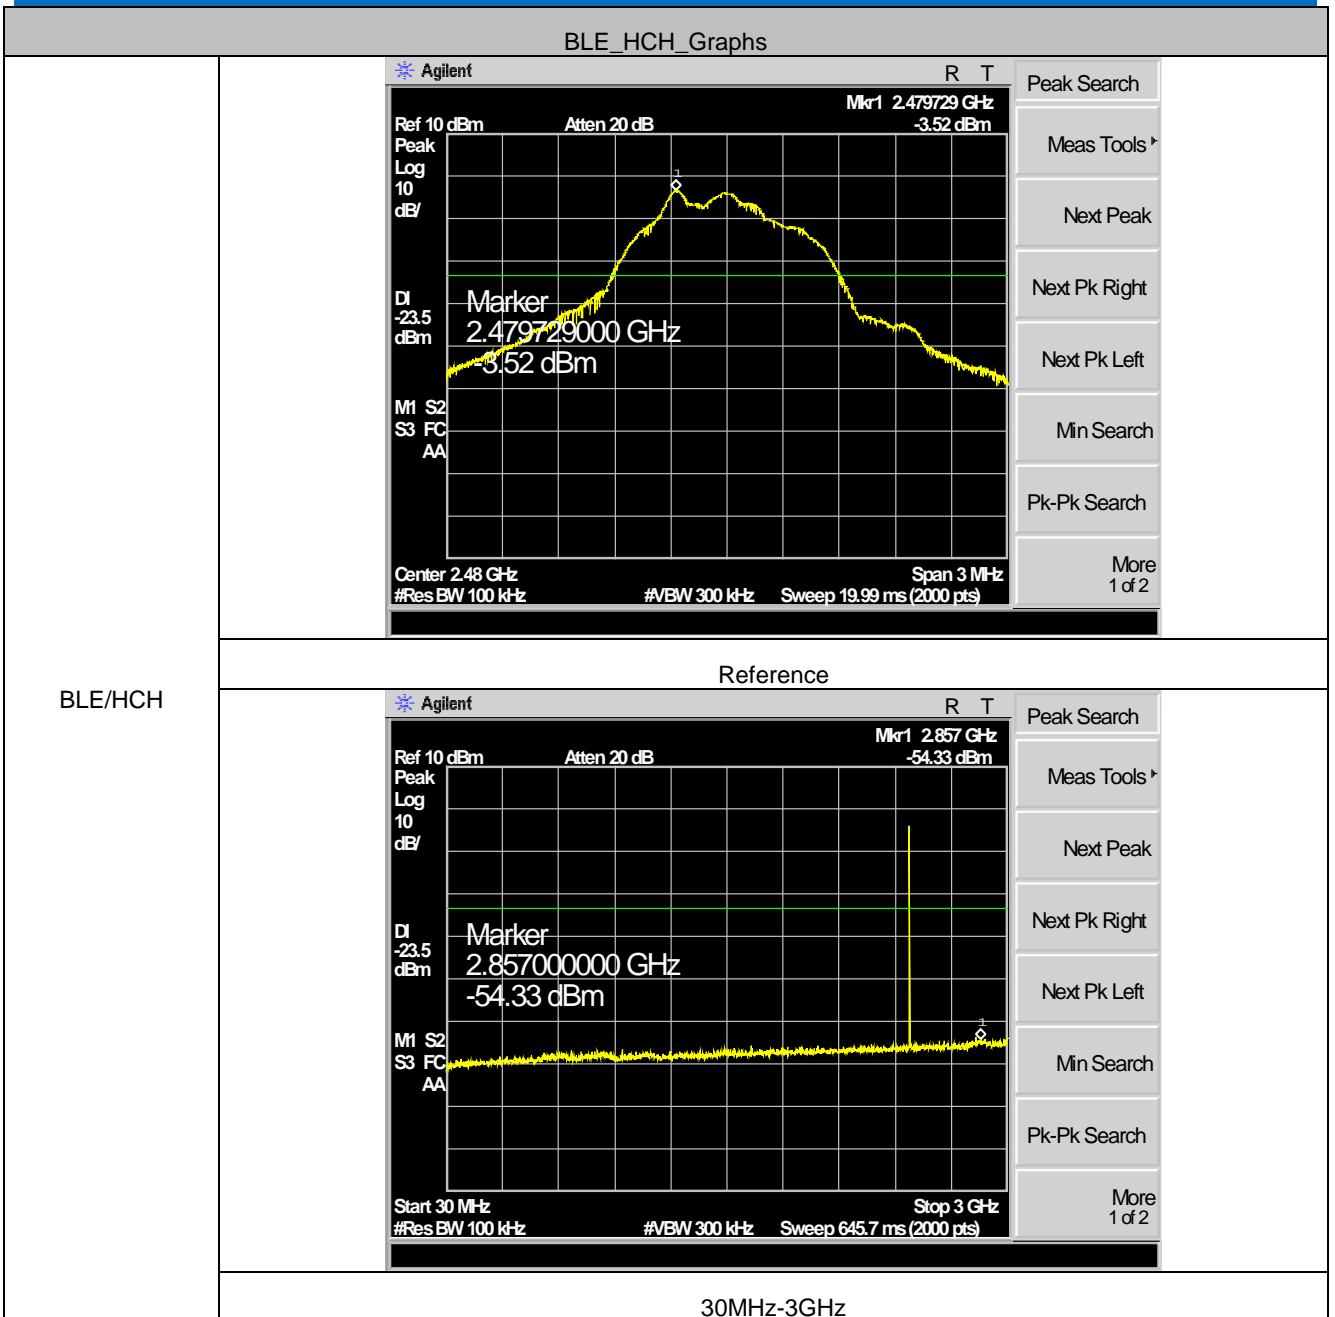 BLE_HCH_Graphs
BLE/HCH
Agilent R T
Mkr1 2.479729 GHz
Ref 10 dBm Atten 20 dB -3.52 dBm
Peak
Log
10
dB/
1
DI
-23.5
dBm
Marker
2.479729000 GHz
-3.52 dBm
M1 S2
S3 FC
AA
Center 2.48 GHz Span 3 MHz
#Res BW 100 kHz #VBW 300 kHz Sweep 19.99 ms (2000 pts)
Peak Search
Meas Tools
Next Peak
Next Pk Right
Next Pk Left
Min Search
Pk-Pk Search
More
1 of 2
Reference
Agilent R T
Mkr1 2.857 GHz
Ref 10 dBm Atten 20 dB -54.33 dBm
Peak
Log
10
dB/
DI
-23.5
dBm
Marker
2.857000000 GHz
-54.33 dBm
1
M1 S2
S3 FC
AA
Start 30 MHz Stop 3 GHz
#Res BW 100 kHz #VBW 300 kHz Sweep 645.7 ms (2000 pts)
Peak Search
Meas Tools
Next Peak
Next Pk Right
Next Pk Left
Min Search
Pk-Pk Search
More
1 of 2
30MHz-3GHz